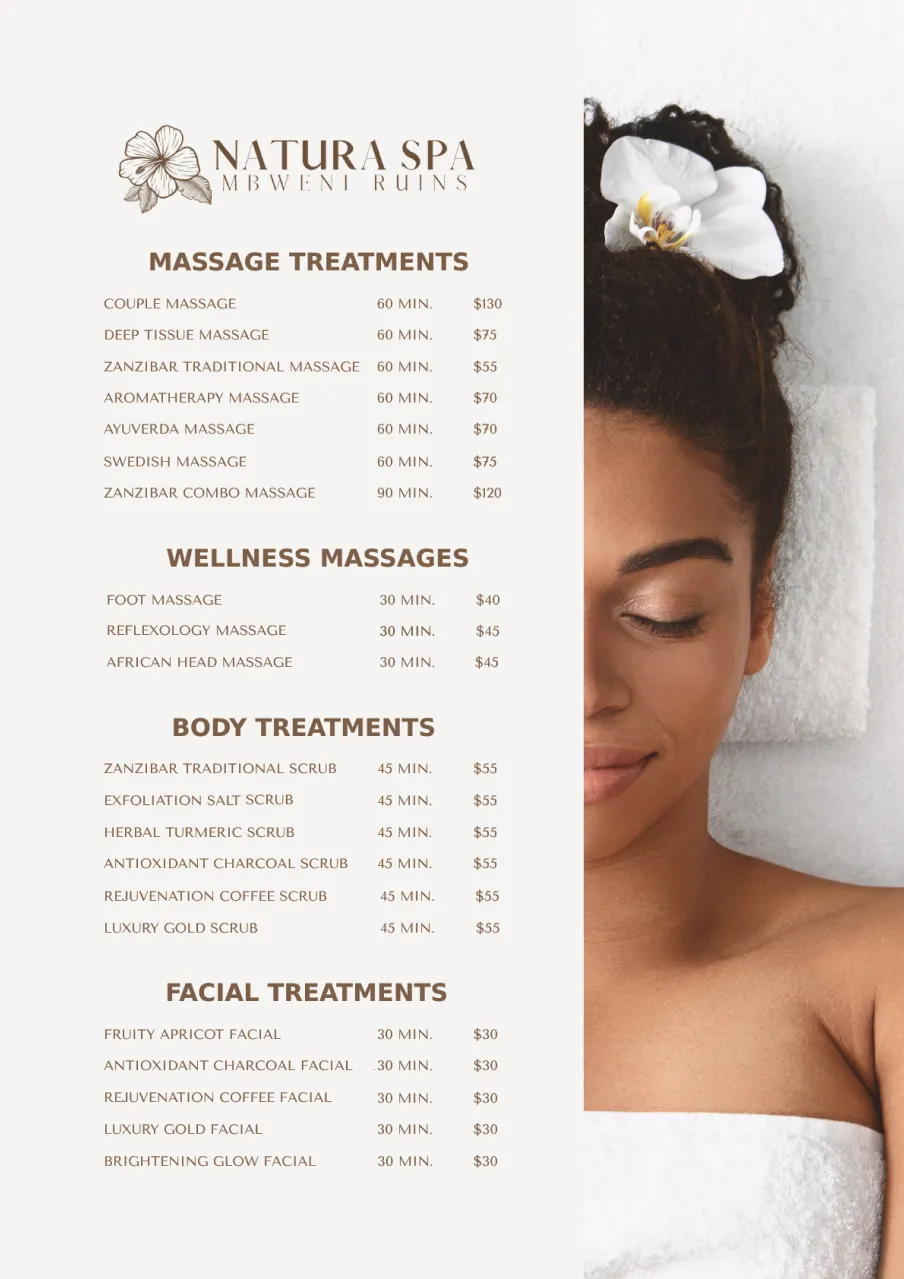 NATURA SPA
MBWENI RUINS
MASSAGE TREATMENTS
COUPLE MASSAGE 60 MIN. $130
DEEP TISSUE MASSAGE 60 MIN. $75
ZANZIBAR TRADITIONAL MASSAGE 60 MIN. $55
AROMATHERAPY MASSAGE 60 MIN. $70
AYUVERDA MASSAGE 60 MIN. $70
SWEDISH MASSAGE 60 MIN. $75
ZANZIBAR COMBO MASSAGE 90 MIN. $120
WELLNESS MASSAGES
FOOT MASSAGE 30 MIN. $40
REFLEXOLOGY MASSAGE 30 MIN. $45
AFRICAN HEAD MASSAGE 30 MIN. $45
BODY TREATMENTS
ZANZIBAR TRADITIONAL SCRUB 45 MIN. $55
EXFOLIATION SALT SCRUB 45 MIN. $55
HERBAL TURMERIC SCRUB 45 MIN. $55
ANTIOXIDANT CHARCOAL SCRUB 45 MIN. $55
REJUVENATION COFFEE SCRUB 45 MIN. $55
LUXURY GOLD SCRUB 45 MIN. $55
FACIAL TREATMENTS
FRUITY APRICOT FACIAL 30 MIN. $30
ANTIOXIDANT CHARCOAL FACIAL .30 MIN. $30
REJUVENATION COFFEE FACIAL 30 MIN. $30
LUXURY GOLD FACIAL 30 MIN. $30
BRIGHTENING GLOW FACIAL 30 MIN. $30